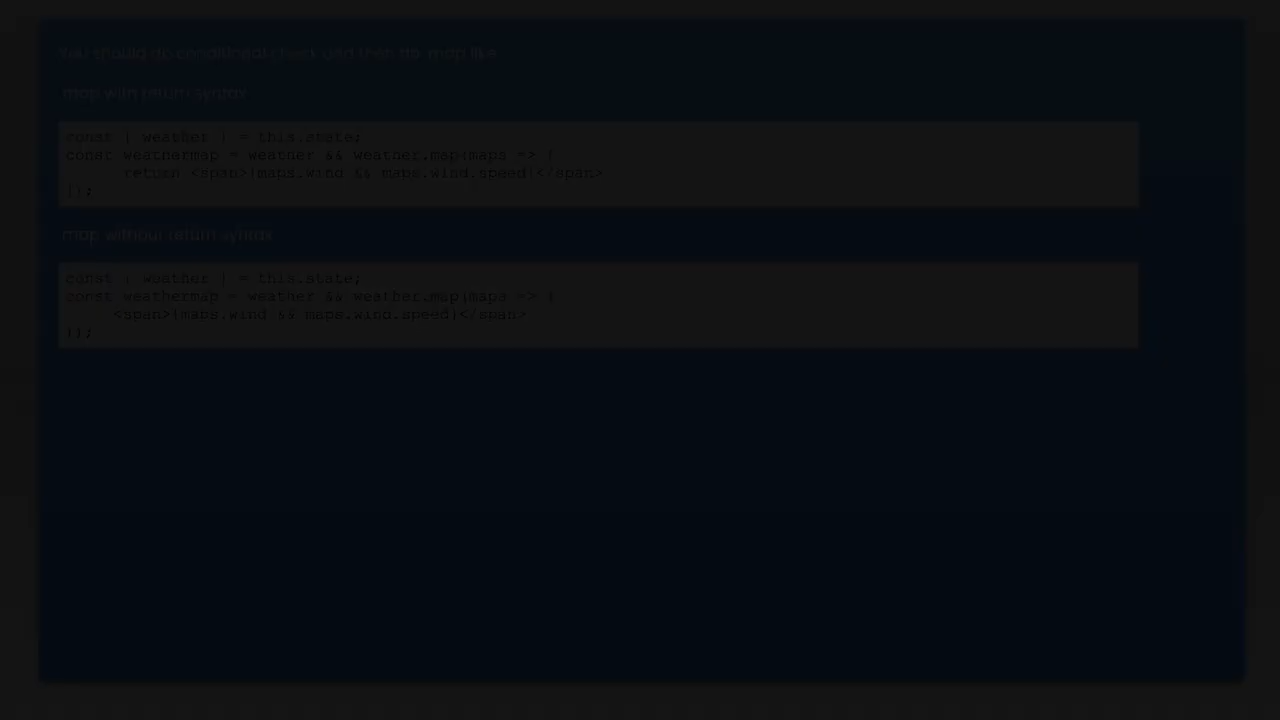 You should do conditional check and then do .map like
.map with return syntax
const { weather } = this.state;
const weathermap = weather && weather.map(maps => {
return <span>{maps.wind && maps.wind.speed}</span>
});
.map without return syntax
const { weather } = this.state;
const weathermap = weather && weather.map(maps => {
<span>{maps.wind && maps.wind.speed}</span>
});